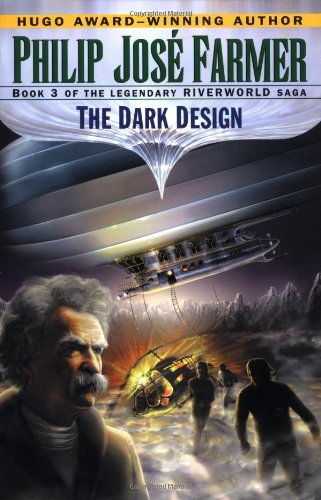 HUGO AWARD–WINNING AUTHOR
PHILIP JOSÉ FARMER
BOOK 3 OF THE LEGENDARY RIVERWORLD SAGA
THE DARK DESIGN